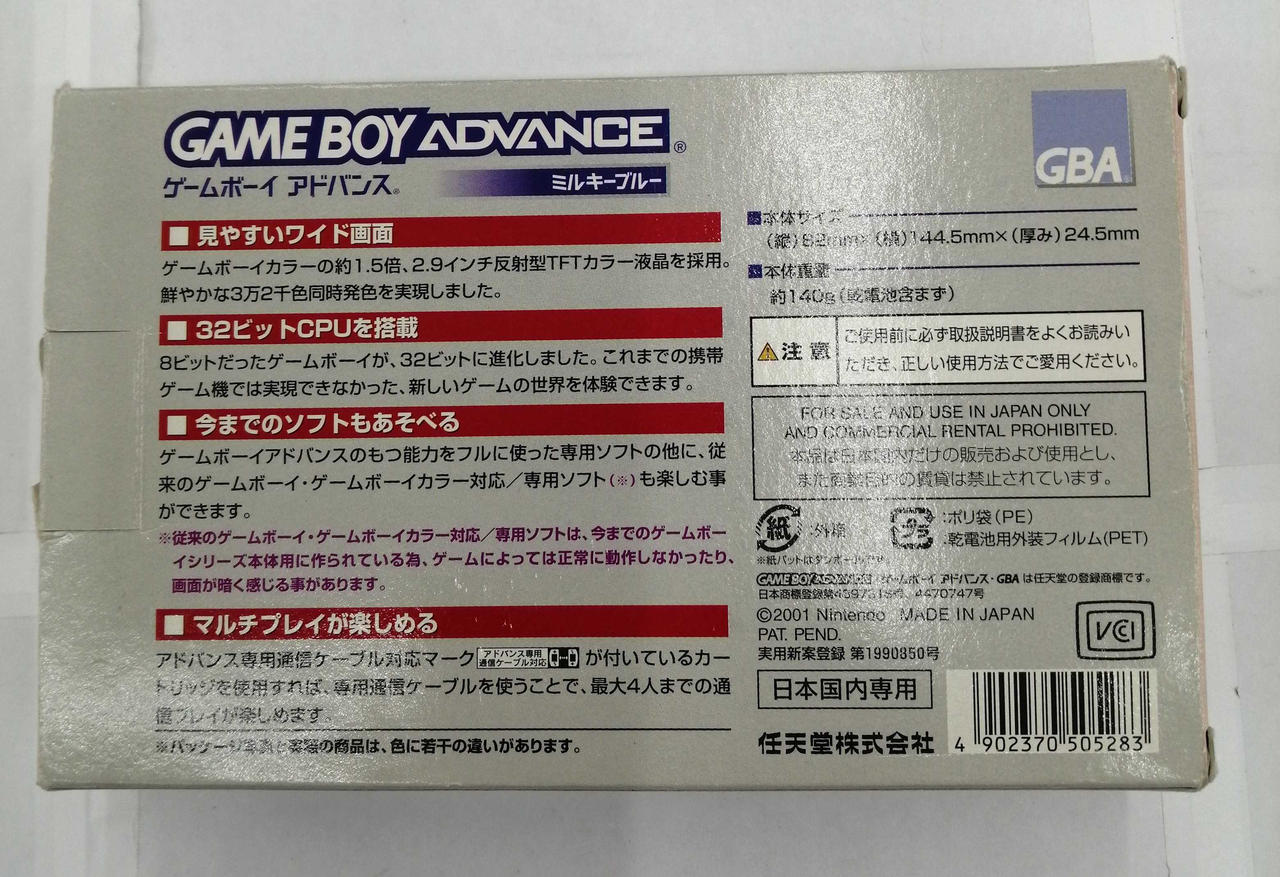 GAME BOY ADVANCE®
ゲームボーイ アドバンス®
ミルキーブルー
GBA
■ 見やすいワイド画面
ゲームボーイカラーの約1.5倍、2.9インチ反射型TFTカラー液晶を採用。
鮮やかな3万2千色同時発色を実現しました。
■ 32ビットCPUを搭載
8ビットだったゲームボーイが、32ビットに進化しました。これまでの携帯
ゲーム機では実現できなかった、新しいゲームの世界を体験できます。
■ 今までのソフトもあそべる
ゲームボーイアドバンスのもつ能力をフルに使った専用ソフトの他に、従
来のゲームボーイ・ゲームボーイカラー対応／専用ソフト(※)も楽しむ事
ができます。
※従来のゲームボーイ・ゲームボーイカラー対応／専用ソフトは、今までのゲームボー
イシリーズ本体用に作られている為、ゲームによっては正常に動作しなかったり、
画面が暗く感じる事があります。
■ マルチプレイが楽しめる
アドバンス専用通信ケーブル対応マーク アドバンス専用 通信ケーブル対応 が付いているカー
トリッジを使用すれば、専用通信ケーブルを使うことで、最大4人までの通
信プレイが楽しめます。
※パッケージ写真と実際の商品は、色に若干の違いがあります。
■本体サイズ
(縦)82mm×(横)144.5mm×(厚み)24.5mm
■本体重量
約140g(乾電池含まず)
注意
ご使用前に必ず取扱説明書をよくお読みい
ただき、正しい使用方法でご愛用ください。
FOR SALE AND USE IN JAPAN ONLY
AND COMMERCIAL RENTAL PROHIBITED.
本品は日本国内だけの販売および使用とし、
また商業目的の賃貸は禁止されています。
紙 :外箱
プラ :ポリ袋(PE)
:乾電池用外装フィルム(PET)
※紙パットはダンボールです。
GAME BOY ADVANCE ゲームボーイ アドバンス・GBA は任天堂の登録商標です。
日本商標登録第 4470747号
©2001 Nintendo MADE IN JAPAN
PAT. PEND.
実用新案登録 第1990850号
VCCI
日本国内専用
任天堂株式会社
4 902370 505283